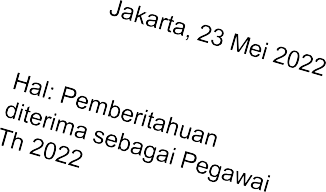 Jakarta, 23 Mei 2022
Hal: Pemberitahuan
diterima sebagai Pegawai
Th 2022